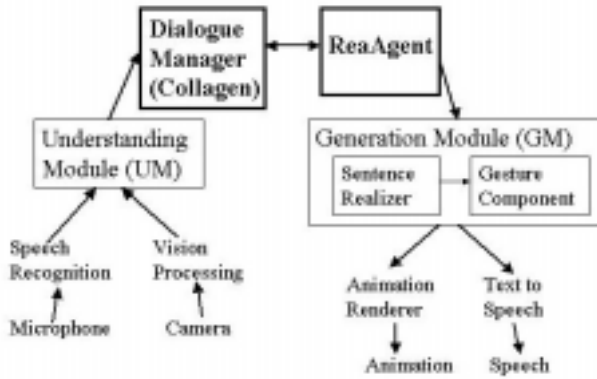 Dialogue
Manager
(Collagen)
ReaAgent
Understanding
Module (UM)
Generation Module (GM)
Sentence
Realizer
Gesture
Component
Speech
Recognition
Vision
Processing
Animation
Renderer
Text to
Speech
Microphone
Camera
Animation
Speech